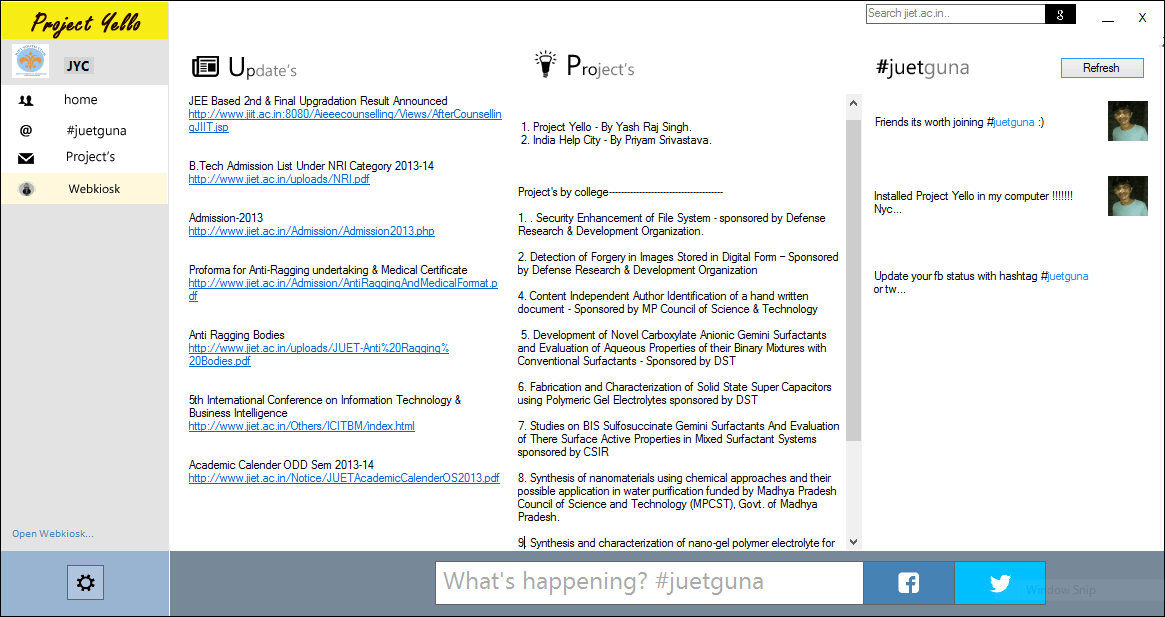 Project Yello
JYC
home
@
#juetguna
Project's
Webkiosk
Open Webkiosk...
Search jiet.ac.in..
8
X
Update's
JEE Based 2nd & Final Upgradation Result Announced
http://www.jiit.ac.in:8080/Aieeecounselling/Views/AfterCounsellin
gJIIT.jsp
B.Tech Admission List Under NRI Category 2013-14
http://www.jiet.ac.in/uploads/NRI.pdf
Admission-2013
http://www.jiet.ac.in/Admission/Admission2013.php
Proforma for Anti-Ragging undertaking & Medical Certificate
http://www.jiet.ac.in/Admission/AntiRaggingAndMedicalFormat.p
df
Anti Ragging Bodies
http://www.jiet.ac.in/uploads/JUET-Anti%20Ragging%
20Bodies.pdf
5th International Conference on Information Technology &
Business Intelligence
http://www.jiet.ac.in/Others/ICITBM/index.html
Academic Calender ODD Sem 2013-14
http://www.jiet.ac.in/Notice/JUETAcademicCalenderOS2013.pdf
Project's
1. Project Yello - By Yash Raj Singh.
2. India Help City - By Priyam Srivastava.
Project's by college--------------------------------------
1. . Security Enhancement of File System - sponsored by Defense
Research & Development Organization.
2. Detection of Forgery in Images Stored in Digital Form – Sponsored
by Defense Research & Development Organization
4. Content Independent Author Identification of a hand written
document - Sponsored by MP Council of Science & Technology
5. Development of Novel Carboxylate Anionic Gemini Surfactants
and Evaluation of Aqueous Properties of their Binary Mixtures with
Conventional Surfactants - Sponsored by DST
6. Fabrication and Characterization of Solid State Super Capacitors
using Polymeric Gel Electrolytes sponsored by DST
7. Studies on BIS Sulfosuccinate Gemini Surfactants And Evaluation
of There Surface Active Properties in Mixed Surfactant Systems
sponsored by CSIR
8. Synthesis of nanomaterials using chemical approaches and their
possible application in water purification funded by Madhya Pradesh
Council of Science and Technology (MPCST), Govt. of Madhya
Pradesh.
9. Synthesis and characterization of nano-gel polymer electrolyte for
#juetguna
Refresh
Friends its worth joining #juetguna :)
Installed Project Yello in my computer !!!!!!!
Nyc...
Update your fb status with hashtag #juetguna
or tw...
What's happening? #juetguna
Window Snip